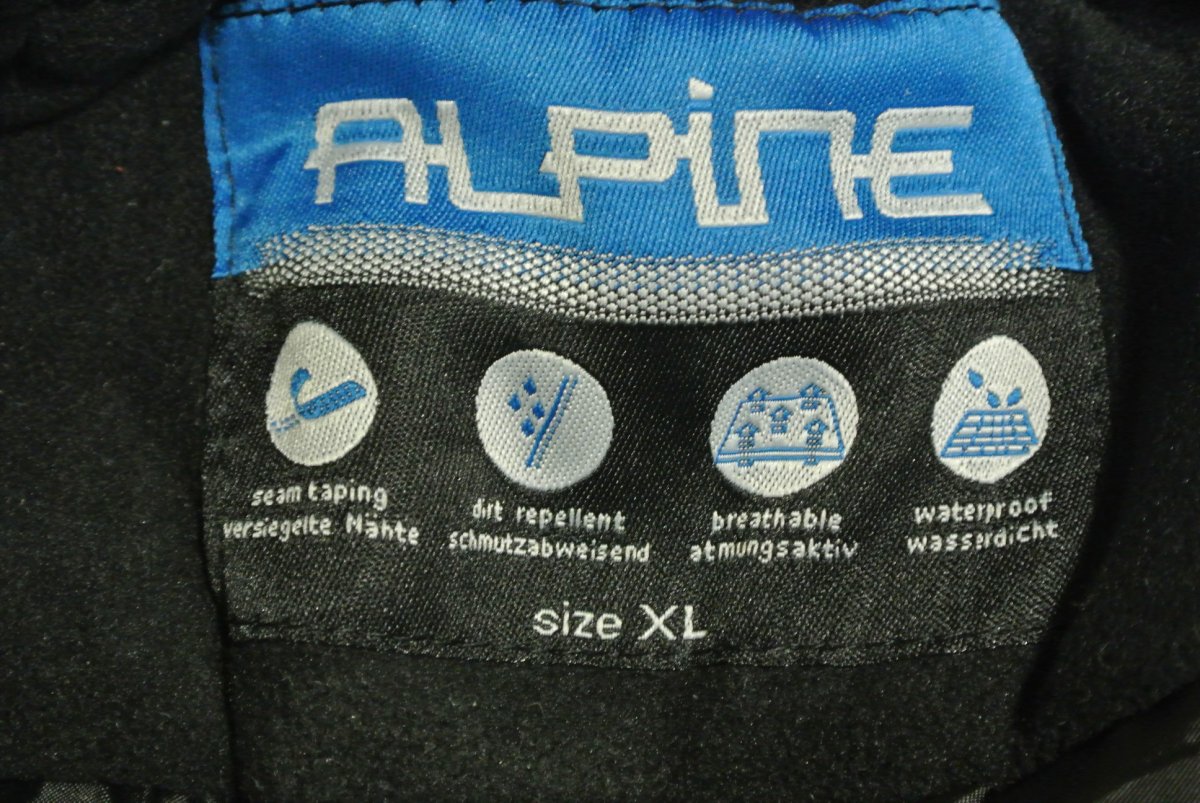 ALPiNE
seam taping
versiegelte Nähte
dirt repellent
schmutzabweisend
breathable
atmungsaktiv
waterproof
wasserdicht
size XL